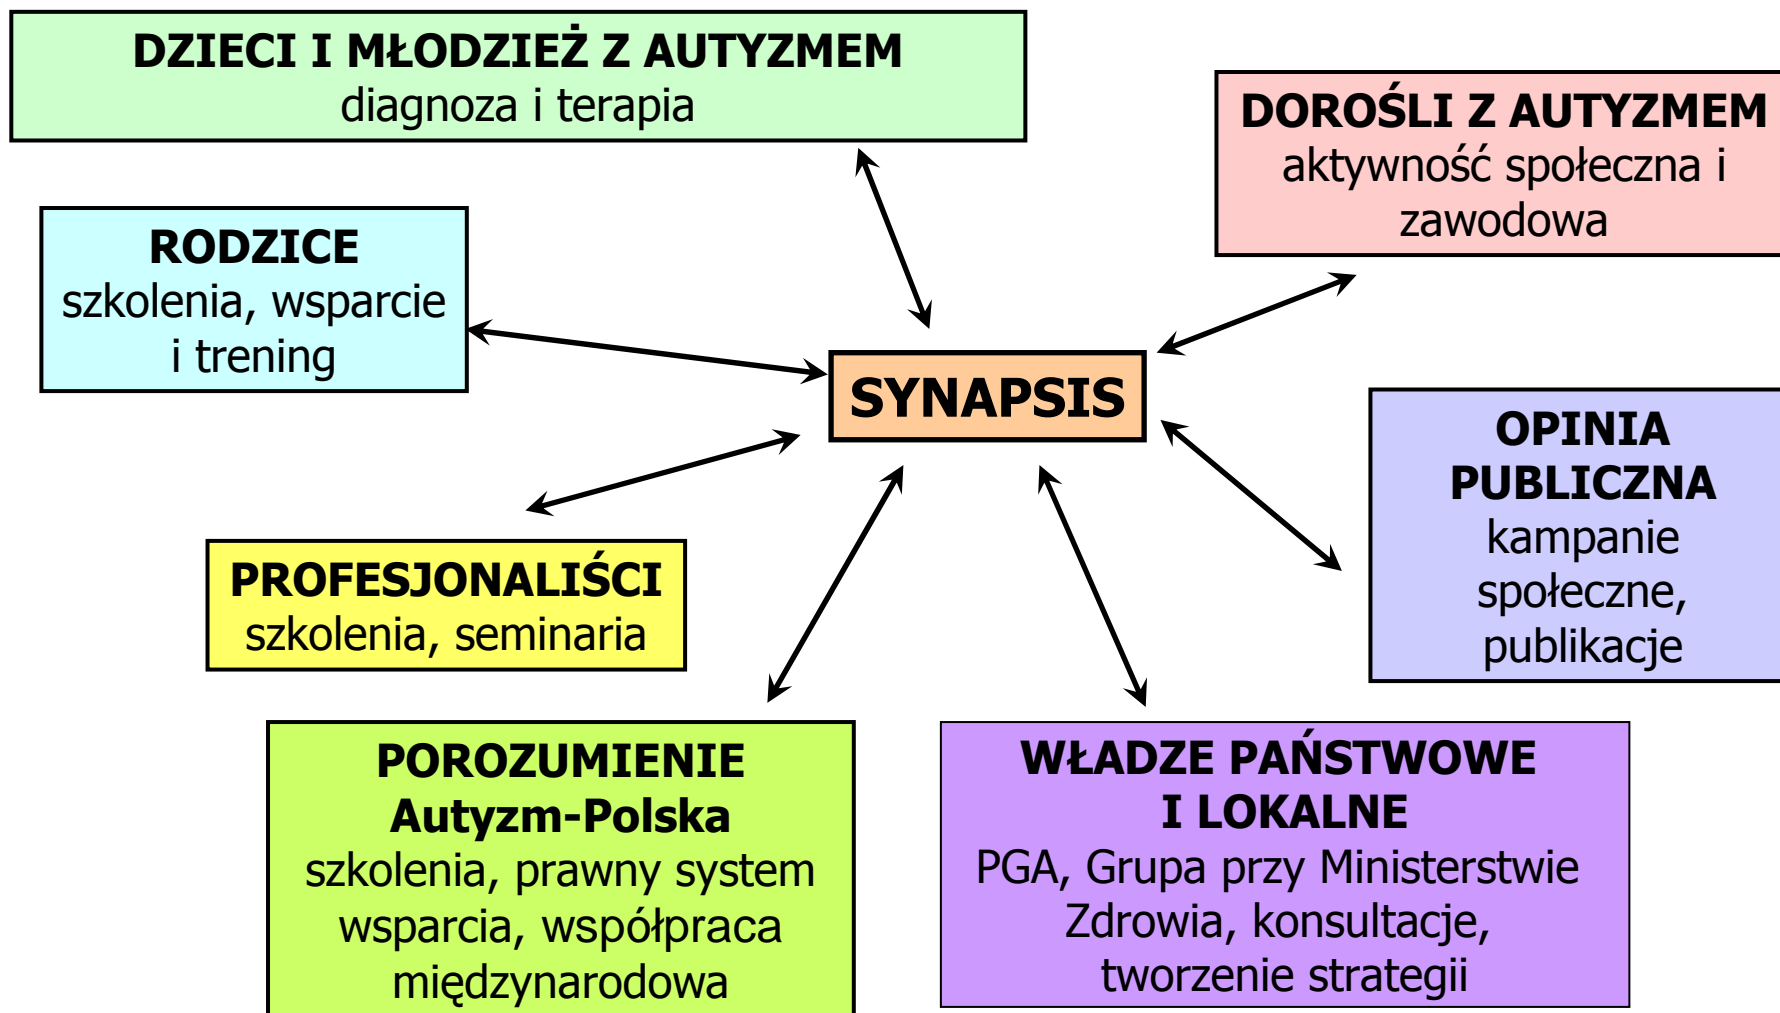 DZIECI I MŁODZIEŻ Z AUTYZMEM
diagnoza i terapia
DOROŚLI Z AUTYZMEM
aktywność społeczna i
zawodowa
RODZICE
szkolenia, wsparcie
i trening
SYNAPSIS
OPINIA
PUBLICZNA
kampanie
społeczne,
publikacje
PROFESJONALIŚCI
szkolenia, seminaria
POROZUMIENIE
Autyzm-Polska
szkolenia, prawny system
wsparcia, współpraca
międzynarodowa
WŁADZE PAŃSTWOWE
I LOKALNE
PGA, Grupa przy Ministerstwie
Zdrowia, konsultacje,
tworzenie strategii